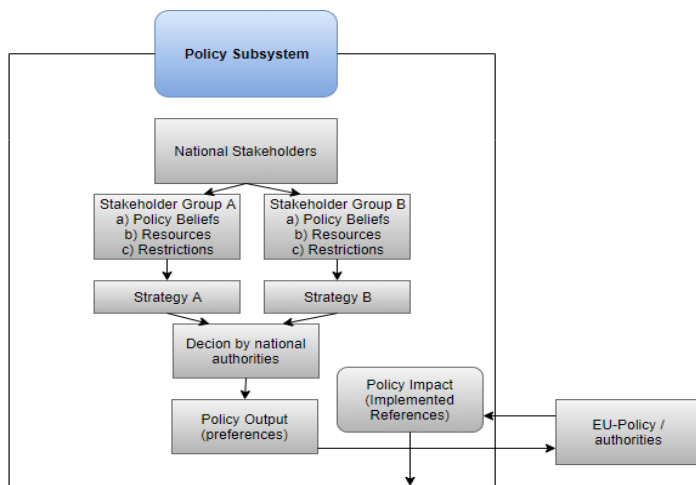 Policy Subsystem
National Stakeholders
Stakeholder Group A
a) Policy Beliefs
b) Resources
c) Restrictions
Stakeholder Group B
a) Policy Beliefs
b) Resources
c) Restrictions
Strategy A
Strategy B
Decion by national
authorities
Policy Impact
(Implemented
References)
Policy Output
(preferences)
EU-Policy /
authorities